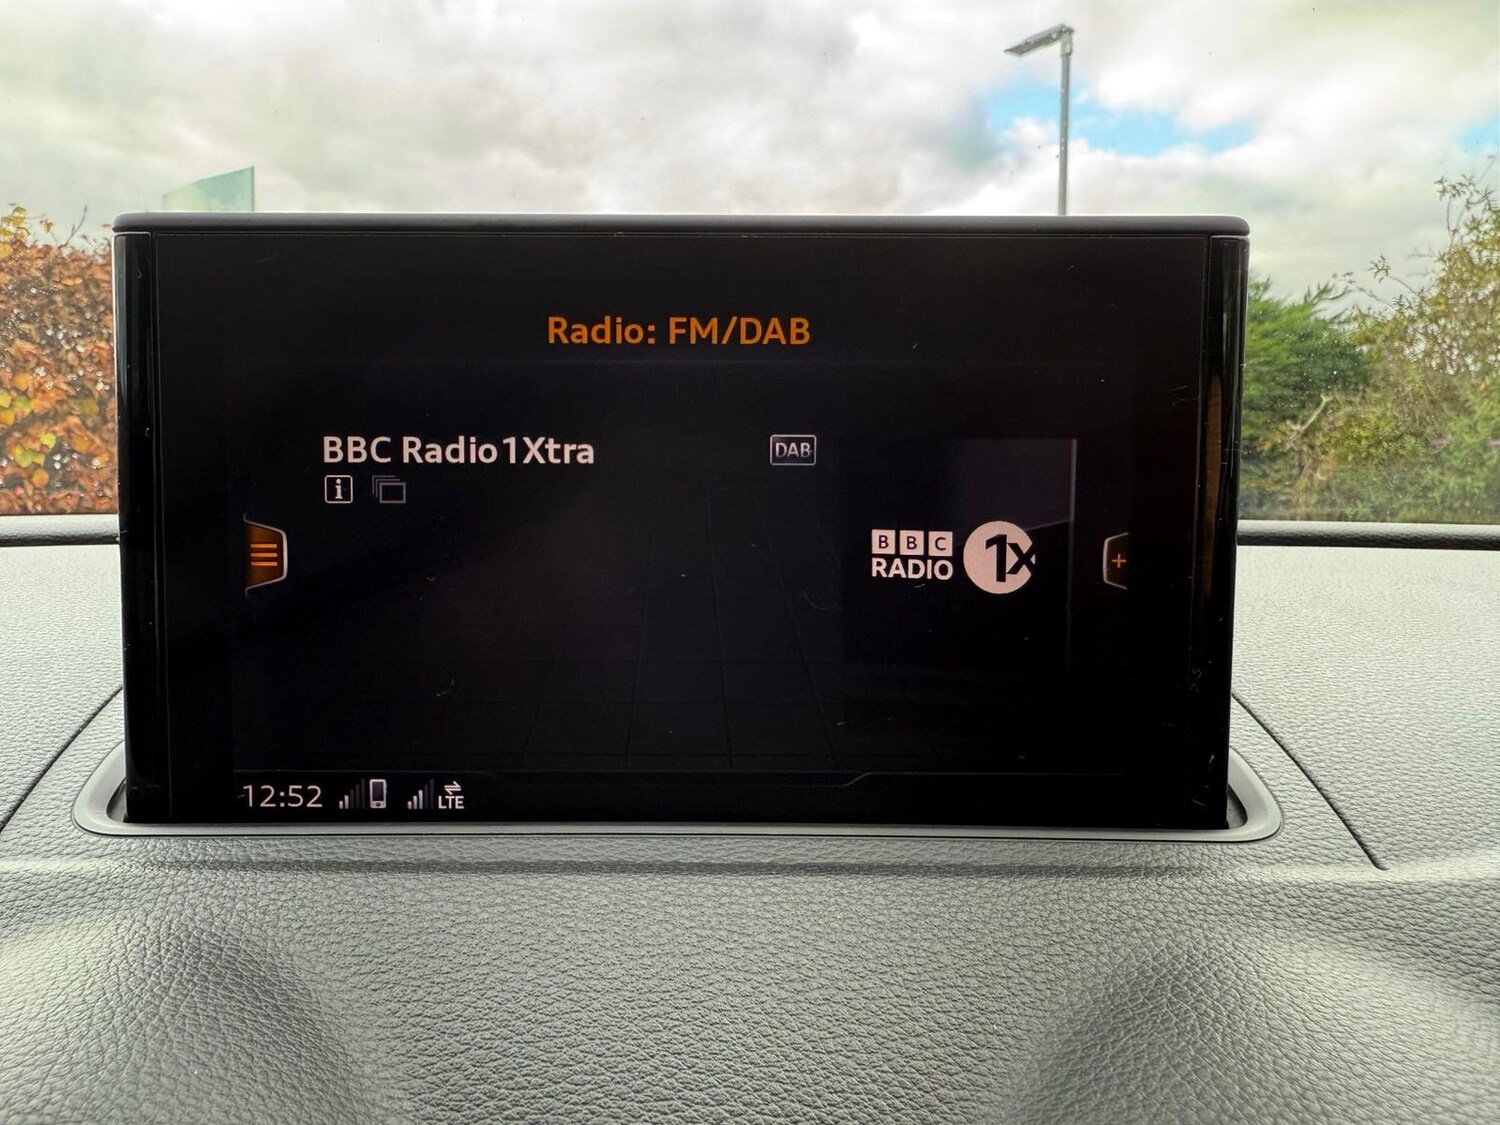 Radio: FM/DAB
BBC Radio 1Xtra
DAB
i
BBC
RADIO
1X
12:52
LTE